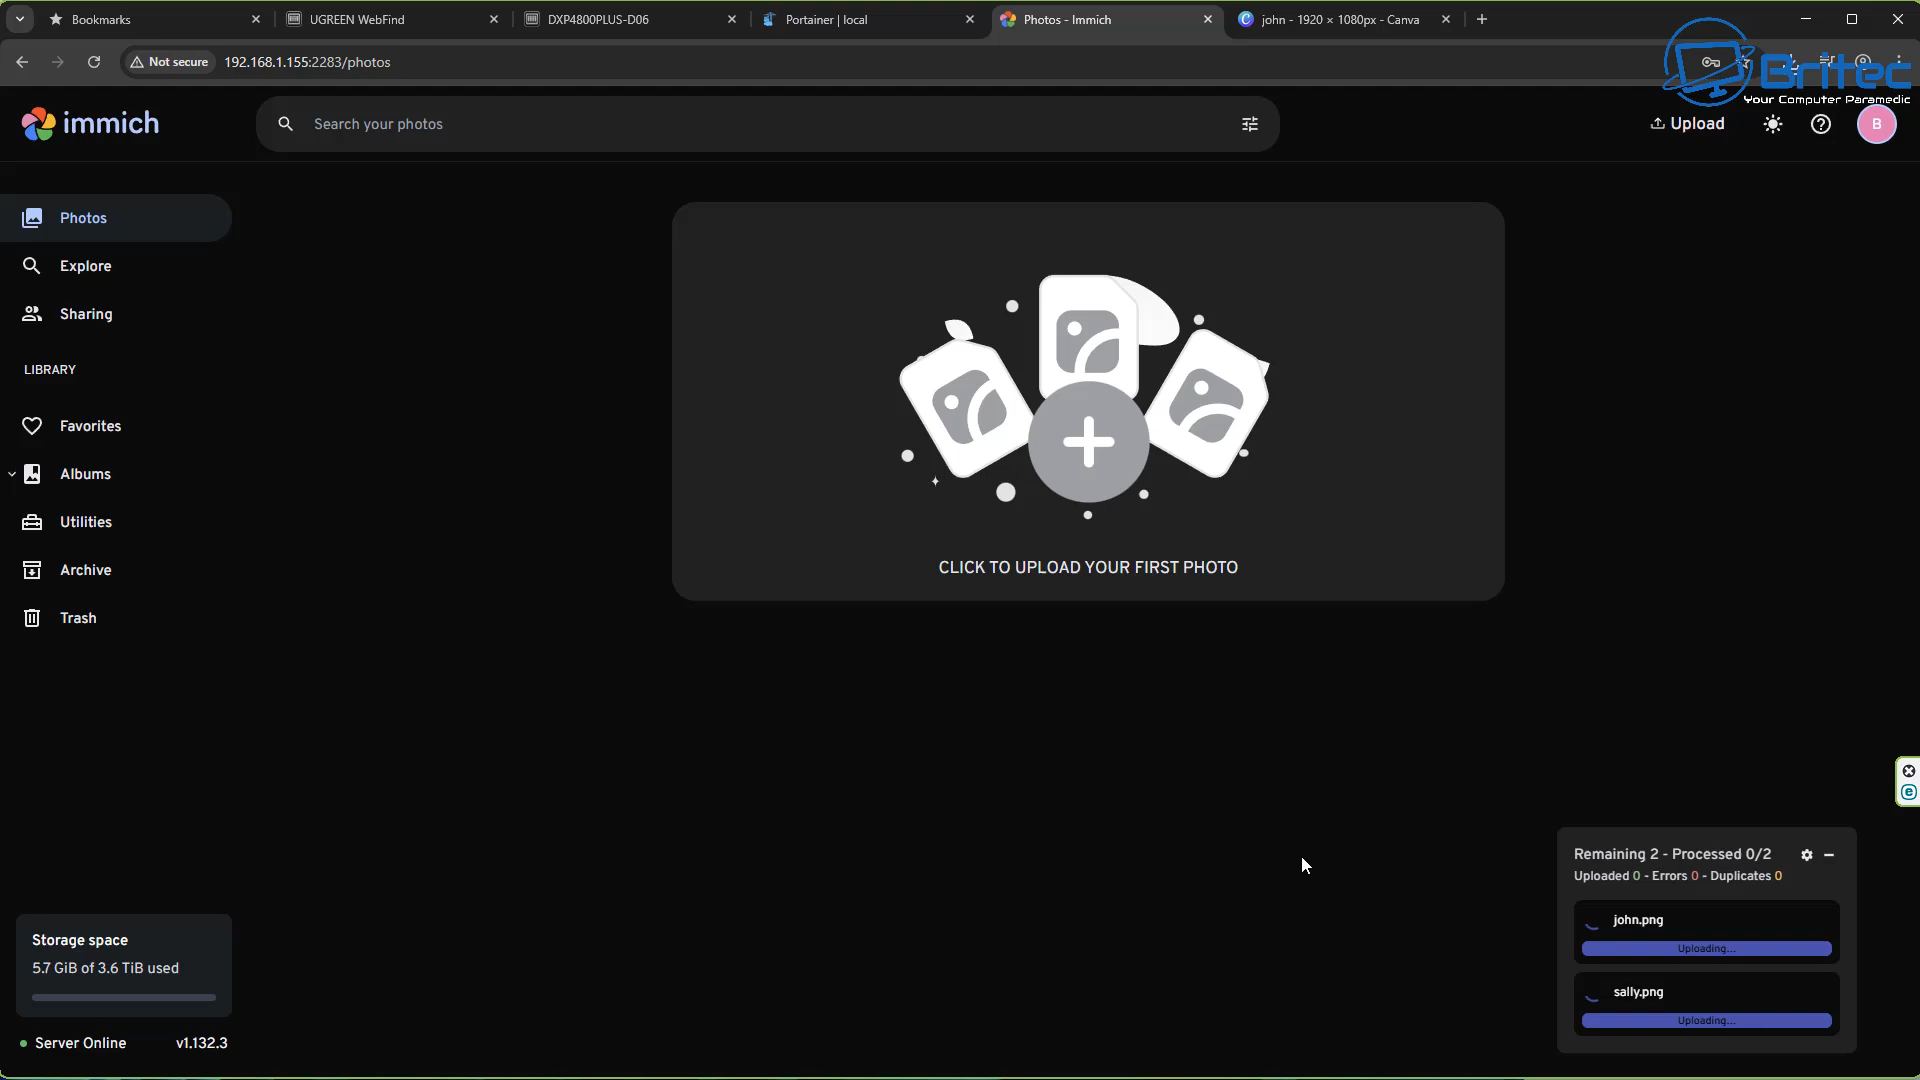 Bookmarks
UGREEN WebFind
DXP4800PLUS-D06
Portainer | local
Photos - Immich
john - 1920 × 1080px - Canva
Not secure
192.168.1.155:2283/photos
Britec
Your Computer Paramedic
immich
Search your photos
Upload
B
Photos
Explore
Sharing
LIBRARY
Favorites
Albums
Utilities
Archive
Trash
CLICK TO UPLOAD YOUR FIRST PHOTO
Storage space
5.7 GiB of 3.6 TiB used
Server Online
v1.132.3
Remaining 2 - Processed 0/2
Uploaded 0 - Errors 0 - Duplicates 0
john.png
Uploading...
sally.png
Uploading...